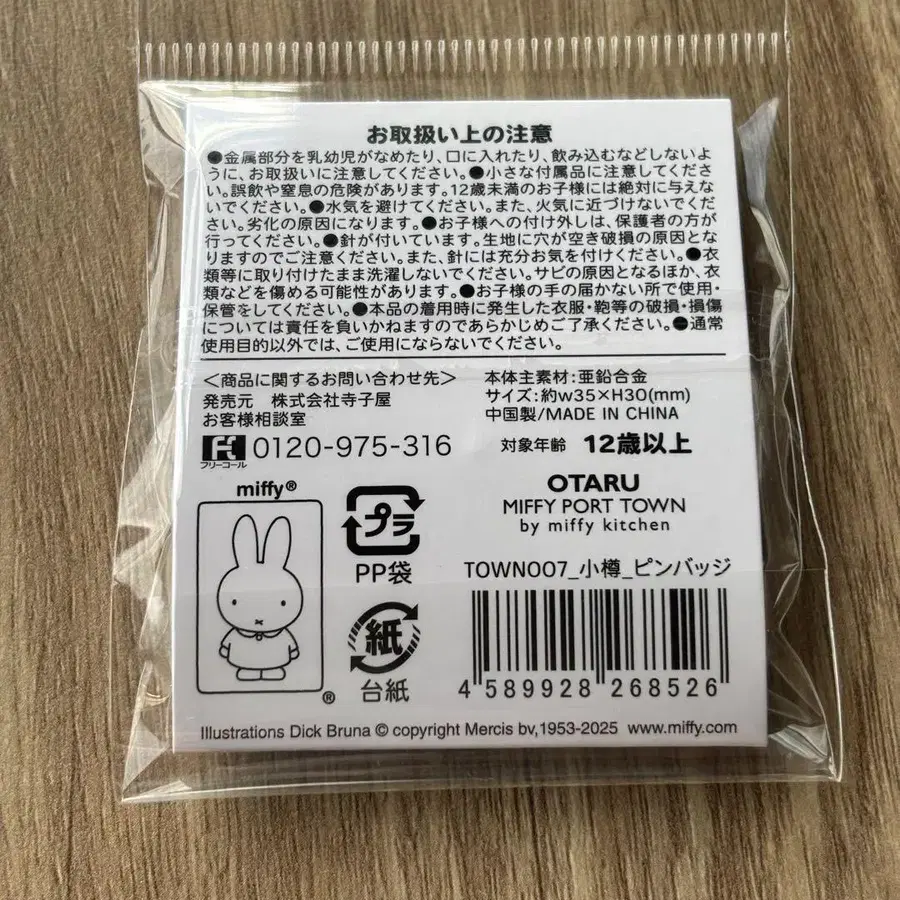 お取扱い上の注意
●金属部分を乳幼児がなめたり、口に入れたり、飲み込むなどしないよ
うに、お取扱いに注意してください。●小さな付属品に注意してくださ
い。誤飲や窒息の危険があります。12歳未満のお子様には絶対に与えな
いでください。●水気を避けてください。また、火気に近づけないでくだ
さい。劣化の原因になります。●お子様への付け外しは、保護者の方が
行ってください。●針が付いています。生地に穴が空き破損の原因とな
りますのでご注意ください。また、針には充分お気を付けください。●衣
類等に取り付けたまま洗濯しないでください。サビの原因となるほか、衣
類などを傷める可能性があります。●お子様の手の届かない所で使用・
保管をしてください。●本品の着用時に発生した衣服・鞄等の破損・損傷
については責任を負いかねますのであらかじめご了承ください。●通常
使用目的以外では、ご使用にならないでください。
＜商品に関するお問い合わせ先＞
発売元 株式会社寺子屋
お客様相談室
フリーコール 0120-975-316
本体主素材:亜鉛合金
サイズ:約w35×H30(mm)
中国製/MADE IN CHINA
対象年齢 12歳以上
miffy®
®
プラ
PP袋
紙
台紙
OTARU
MIFFY PORT TOWN
by miffy kitchen
TOWN007_小樽_ピンバッジ
4 589928 268526
Illustrations Dick Bruna © copyright Mercis bv,1953-2025 www.miffy.com